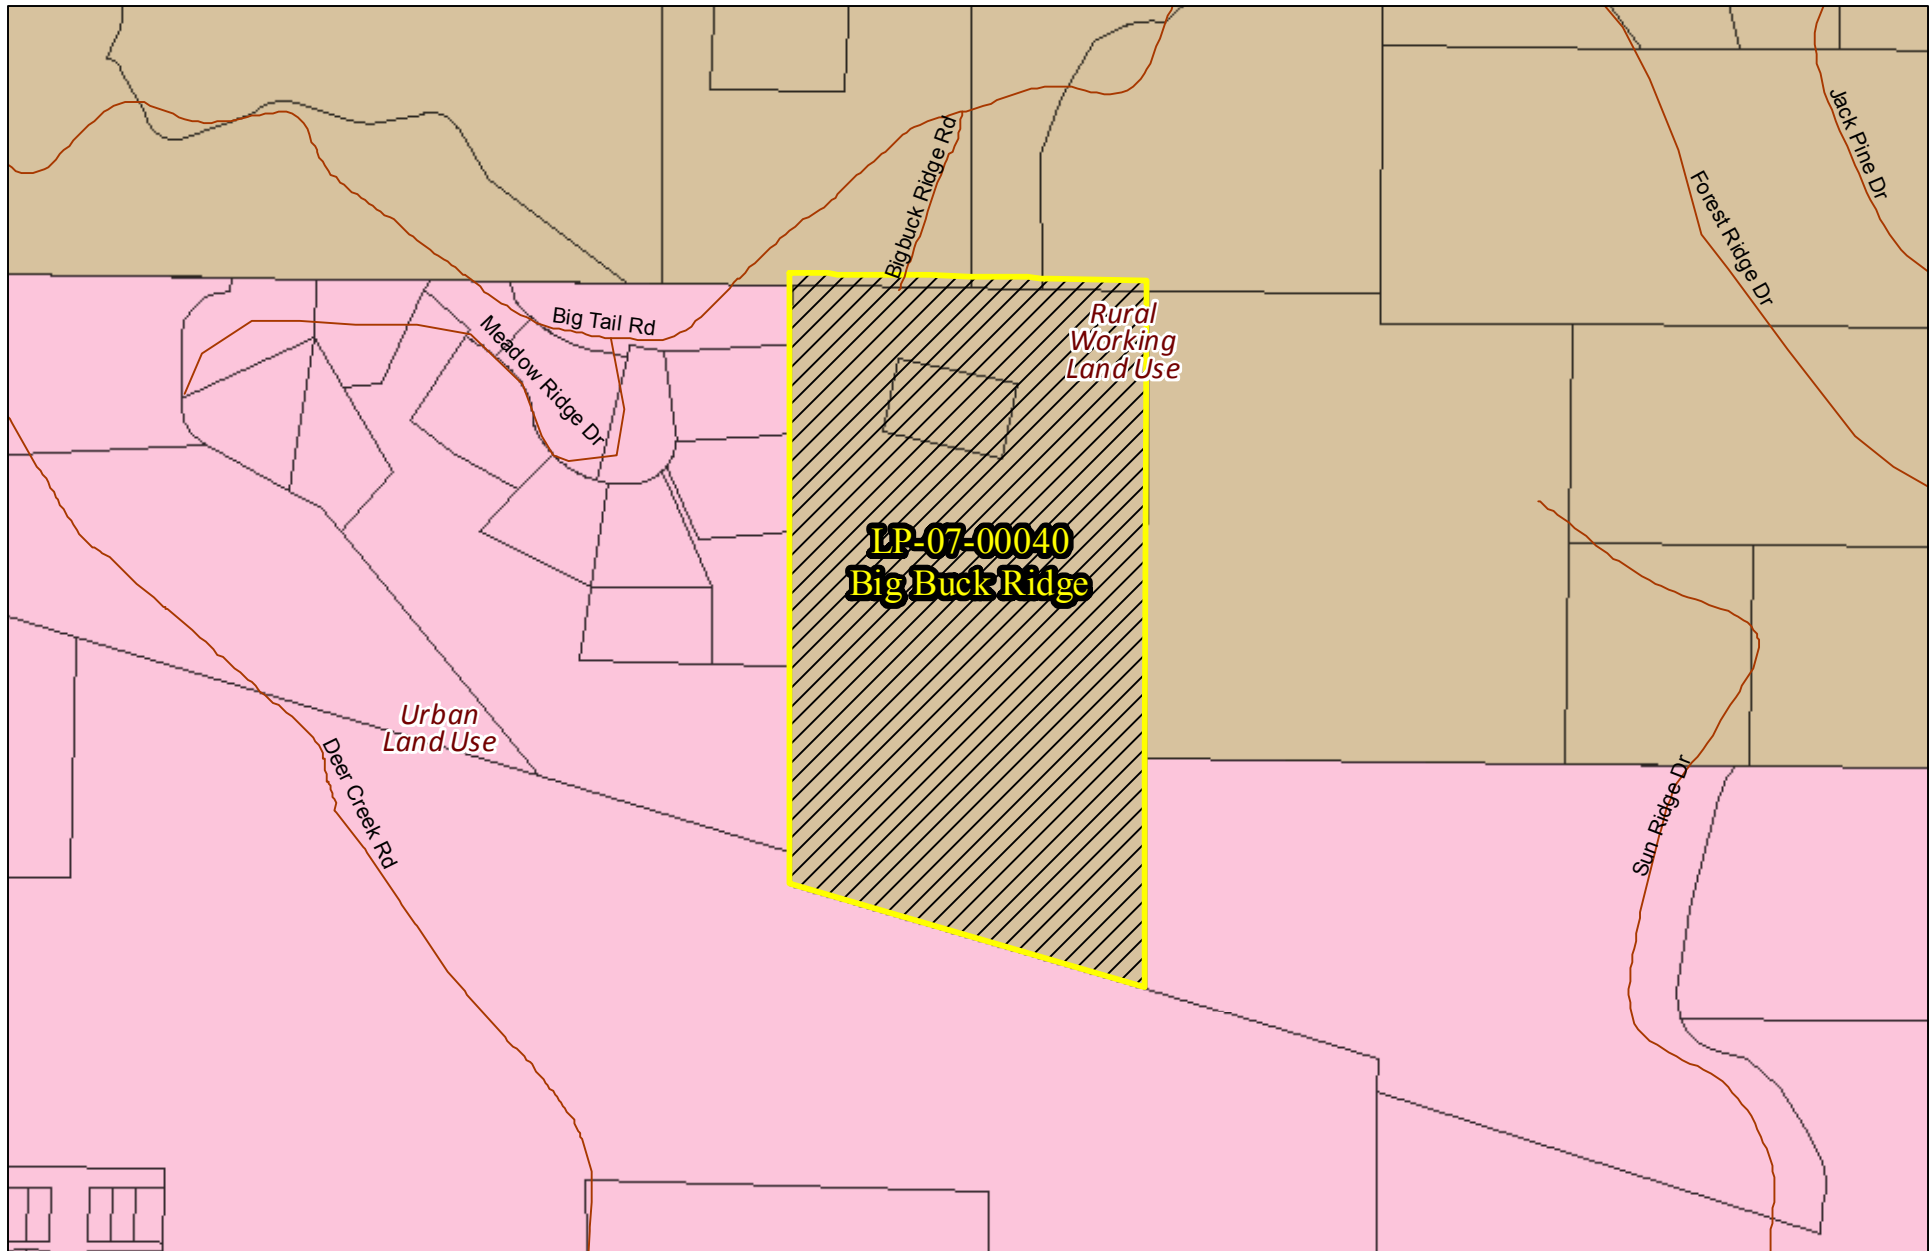 Jack Pine Dr
Bigbuck Ridge Rd
Forest Ridge Dr
Big Tail Rd
Meadow Ridge Dr
Rural
Working
Land Use
LP-07-00040
Big Buck Ridge
Urban
Land Use
Deer Creek Rd
Sun Ridge Dr